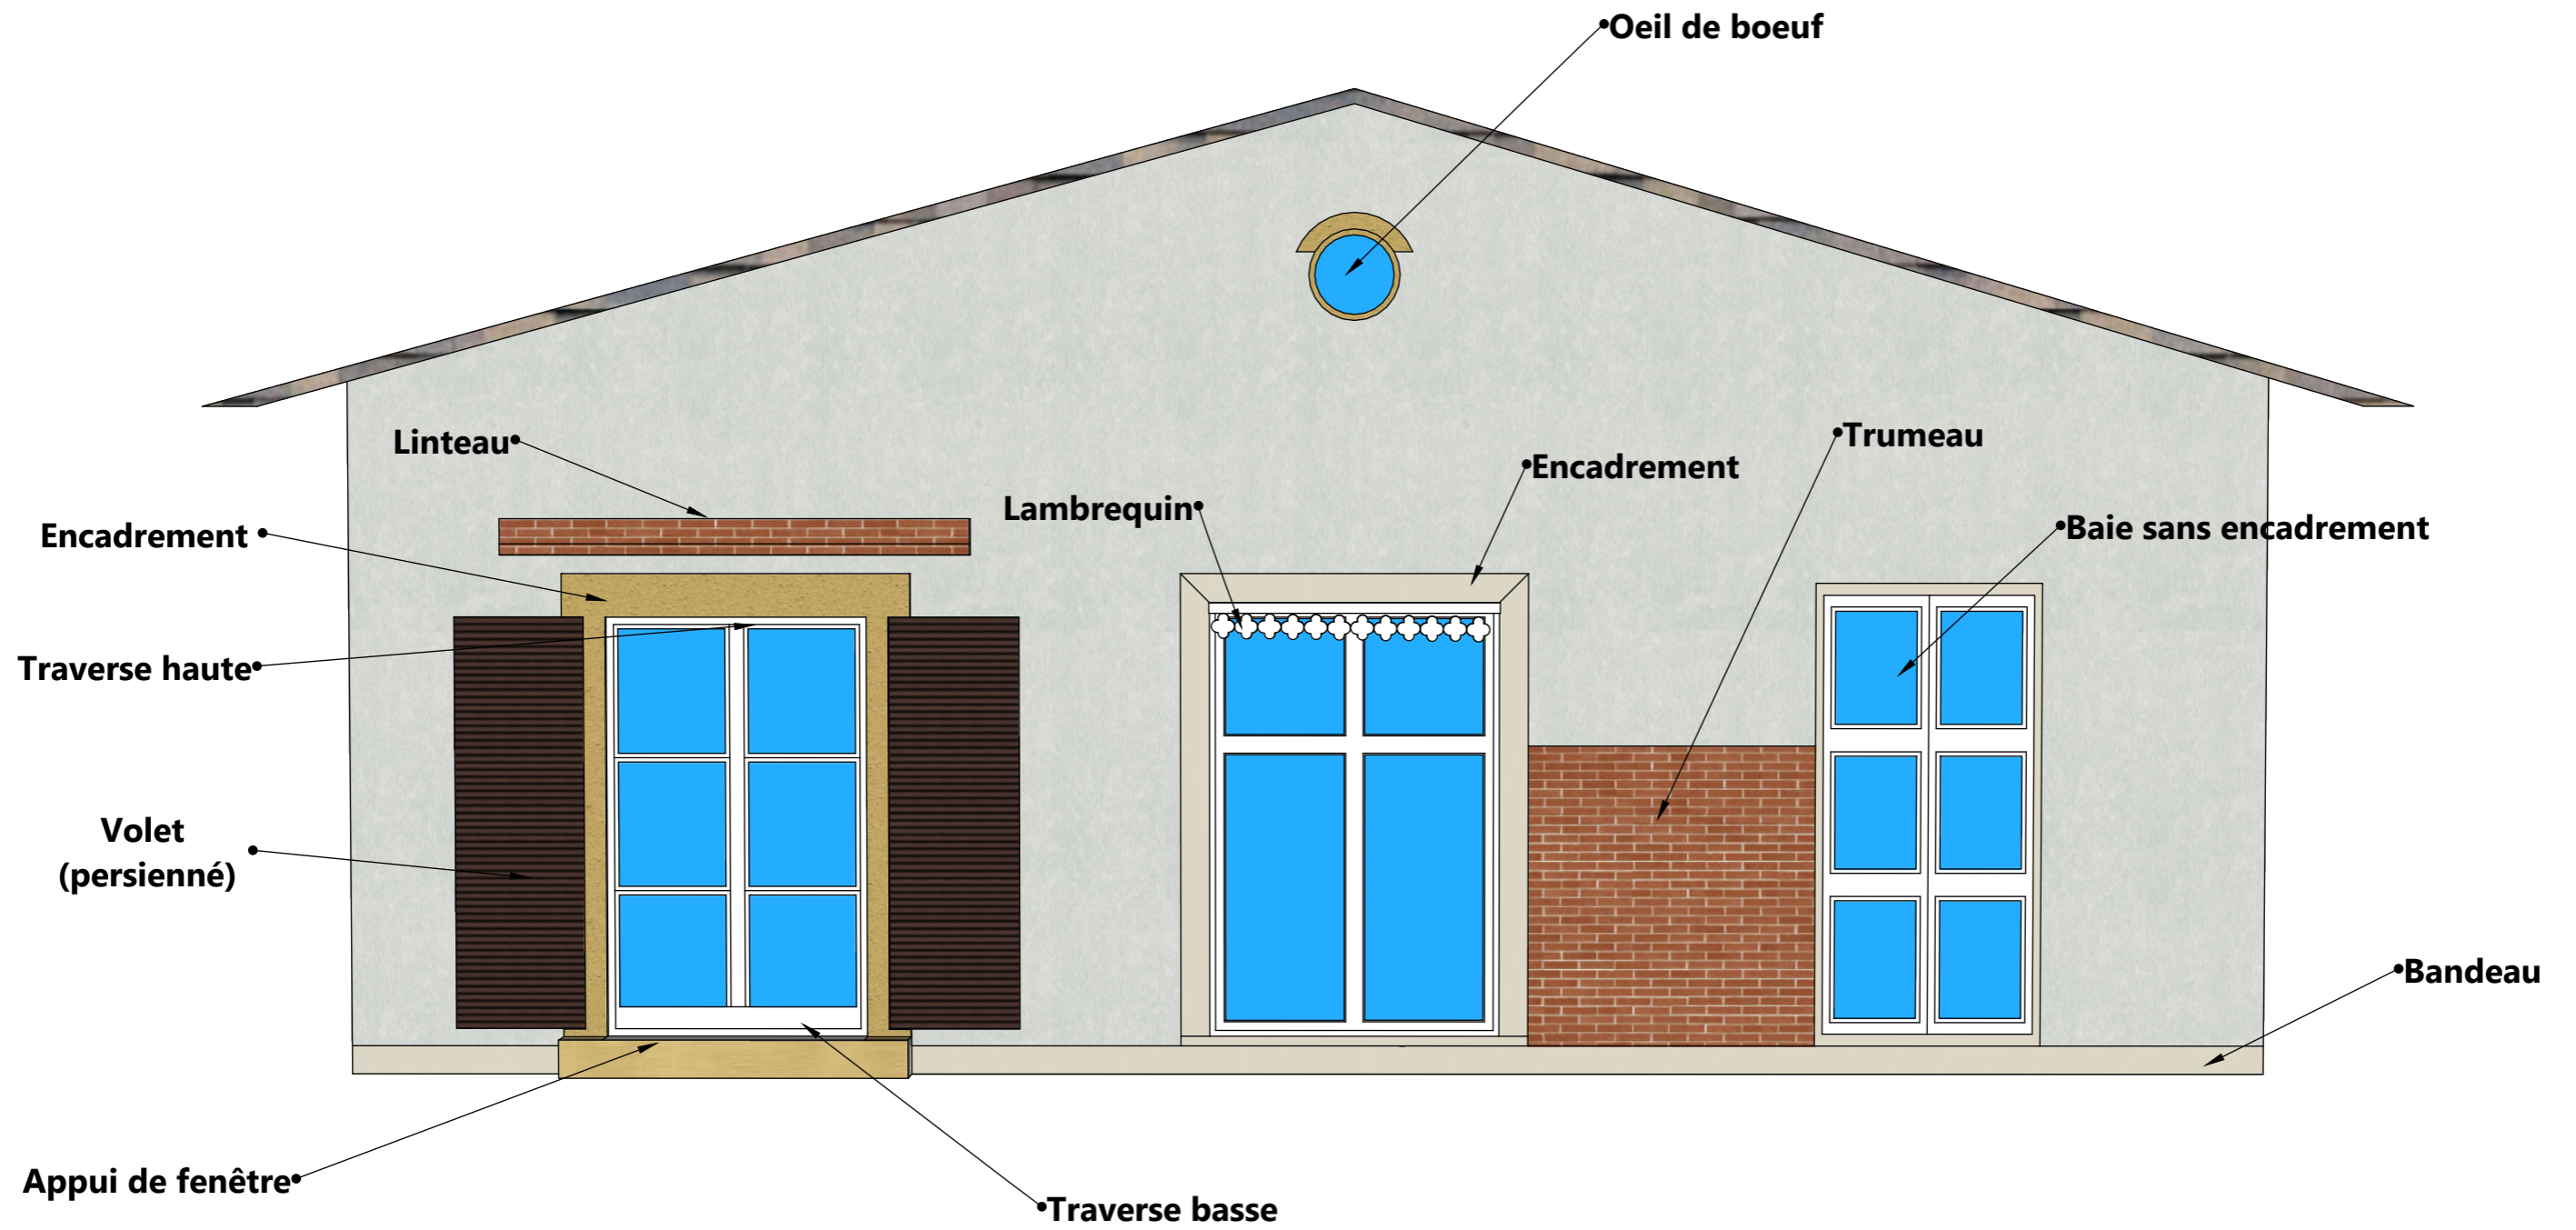 Oeil de boeuf
Linteau
Trumeau
Encadrement
Lambrequin
Encadrement
Baie sans encadrement
Traverse haute
Volet
(persienné)
Bandeau
Appui de fenêtre
Traverse basse